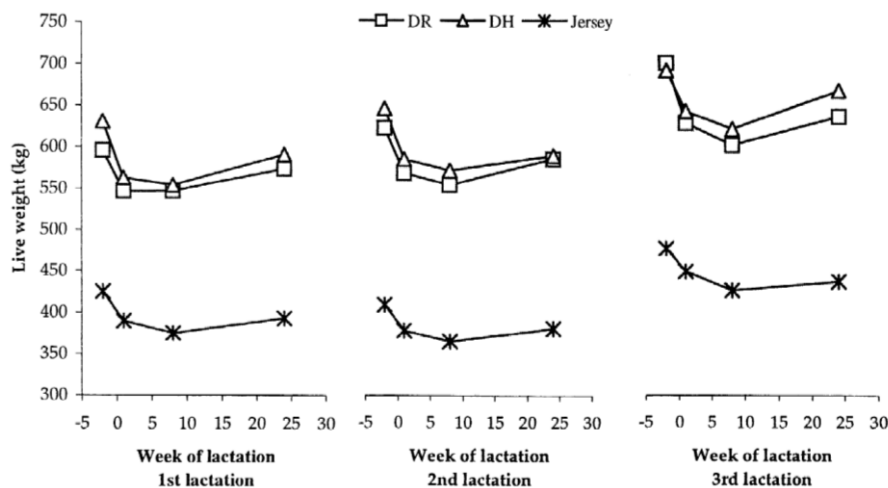 750
700
650
600
550
500
450
400
350
300
Live weight (kg)
DR DH Jersey
-5 0 5 10 15 20 25 30
-5 0 5 10 15 20 25 30
-5 0 5 10 15 20 25 30
Week of lactation
1st lactation
Week of lactation
2nd lactation
Week of lactation
3rd lactation